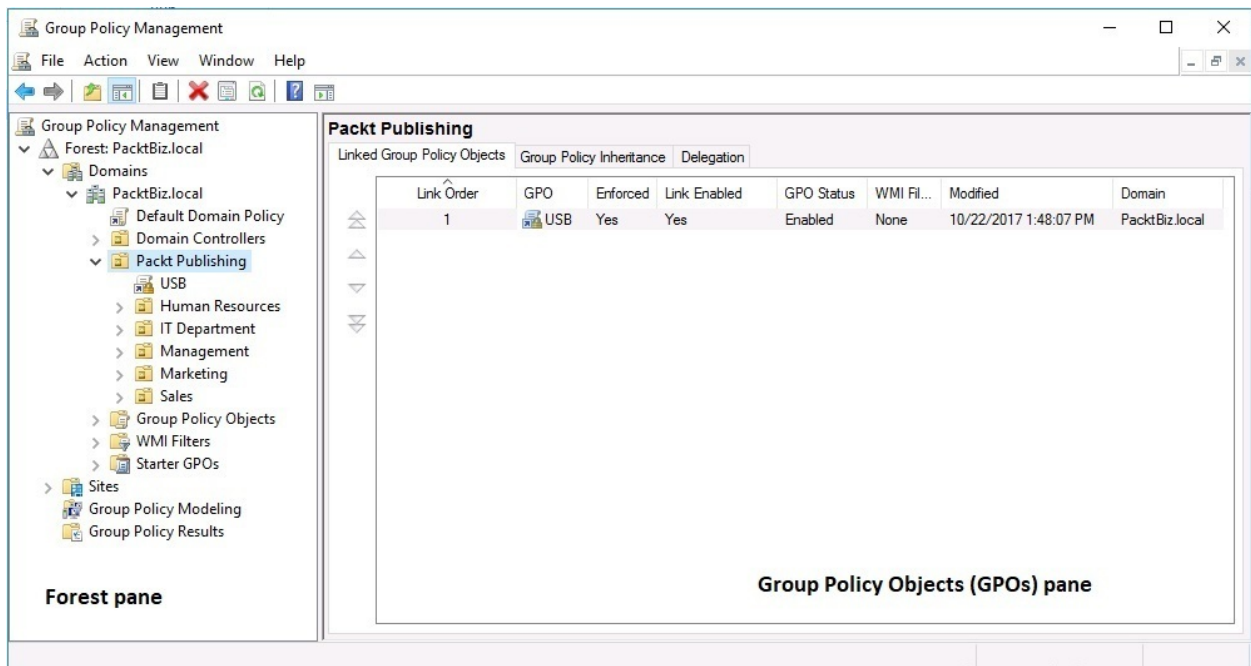 Group Policy Management
File Action View Window Help
Group Policy Management
Forest: PacktBiz.local
Domains
PacktBiz.local
Default Domain Policy
Domain Controllers
Packt Publishing
USB
Human Resources
IT Department
Management
Marketing
Sales
Group Policy Objects
WMI Filters
Starter GPOs
Sites
Group Policy Modeling
Group Policy Results
Forest pane
Packt Publishing
Linked Group Policy Objects Group Policy Inheritance Delegation
Link Order GPO Enforced Link Enabled GPO Status WMI Fil... Modified Domain
1 USB Yes Yes Enabled None 10/22/2017 1:48:07 PM PacktBiz.local
Group Policy Objects (GPOs) pane